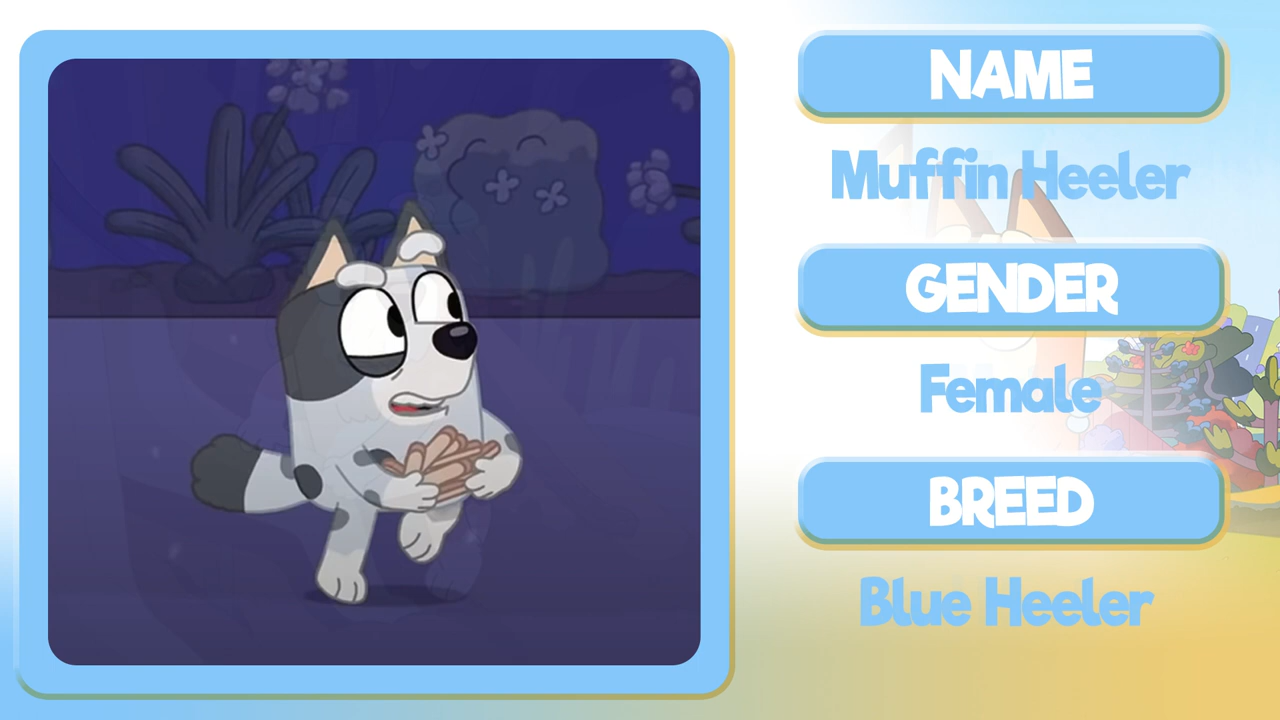 NAME
Muffin Heeler
GENDER
Female
BREED
Blue Heeler